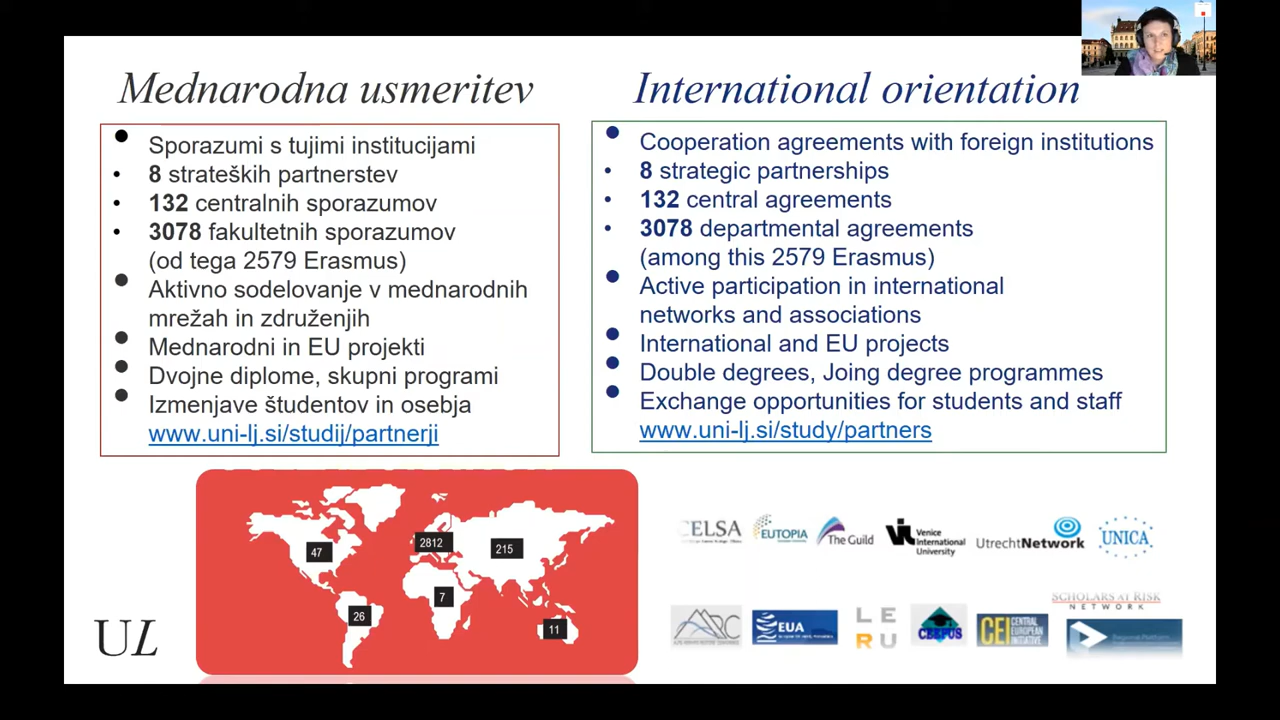 Mednarodna usmeritev
Sporazumi s tujimi institucijami
8 strateških partnerstev
132 centralnih sporazumov
3078 fakultetnih sporazumov
(od tega 2579 Erasmus)
Aktivno sodelovanje v mednarodnih
mrežah in združenjih
Mednarodni in EU projekti
Dvojne diplome, skupni programi
Izmenjave študentov in osebja
www.uni-lj.si/studij/partnerji
International orientation
Cooperation agreements with foreign institutions
8 strategic partnerships
132 central agreements
3078 departmental agreements
(among this 2579 Erasmus)
Active participation in international
networks and associations
International and EU projects
Double degrees, Joing degree programmes
Exchange opportunities for students and staff
www.uni-lj.si/study/partners
47
2812
215
7
26
11
UL
CELSA
EUTOPIA
The Guild
Venice
International
University
UtrechtNetwork
UNICA
SCHOLARS AT RISK
NETWORK
ARC
EUA
LE
RU
CEEPUS
CEI
CENTRAL
EUROPEAN
INITIATIVE
Regional Platform